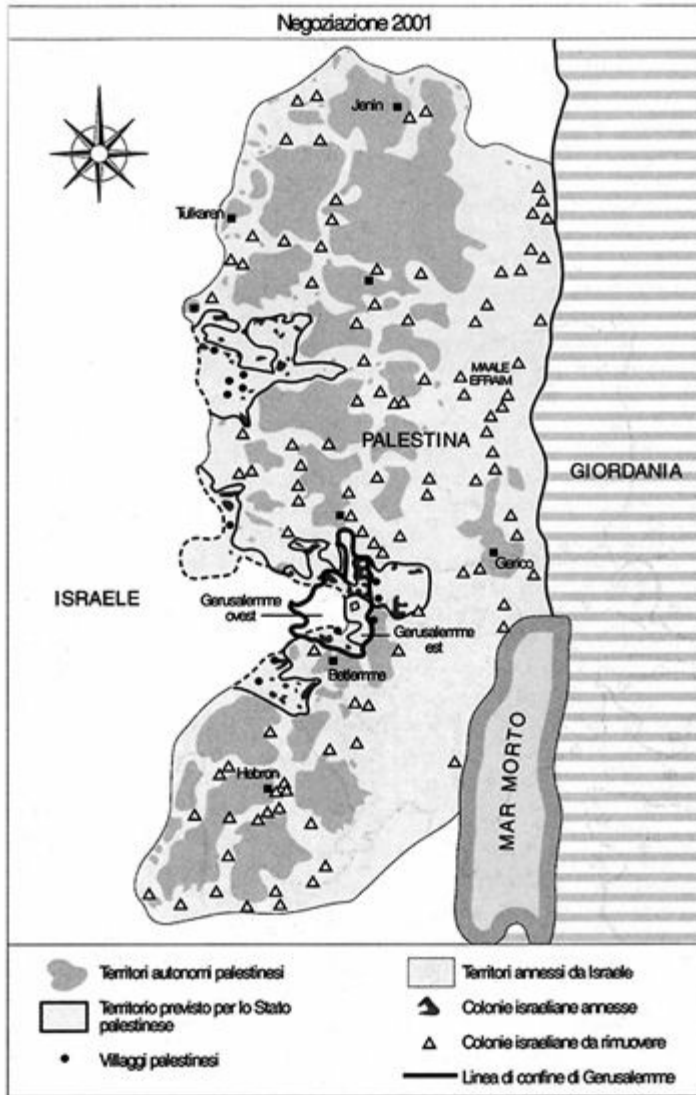 Negoziazione 2001
Jenin
Tulkaren
MAALE
EFRAIM
PALESTINA
GIORDANIA
Gerico
ISRAELE
Gerusalemme
ovest
Gerusalemme
est
Betlemme
Hebron
MAR MORTO
Territori autonomi palestinesi
Territorio previsto per lo Stato
palestinese
Villaggi palestinesi
Territori annessi da Israele
Colonie israeliane annesse
Colonie israeliane da rimuovere
Linea di confine di Gerusalemme